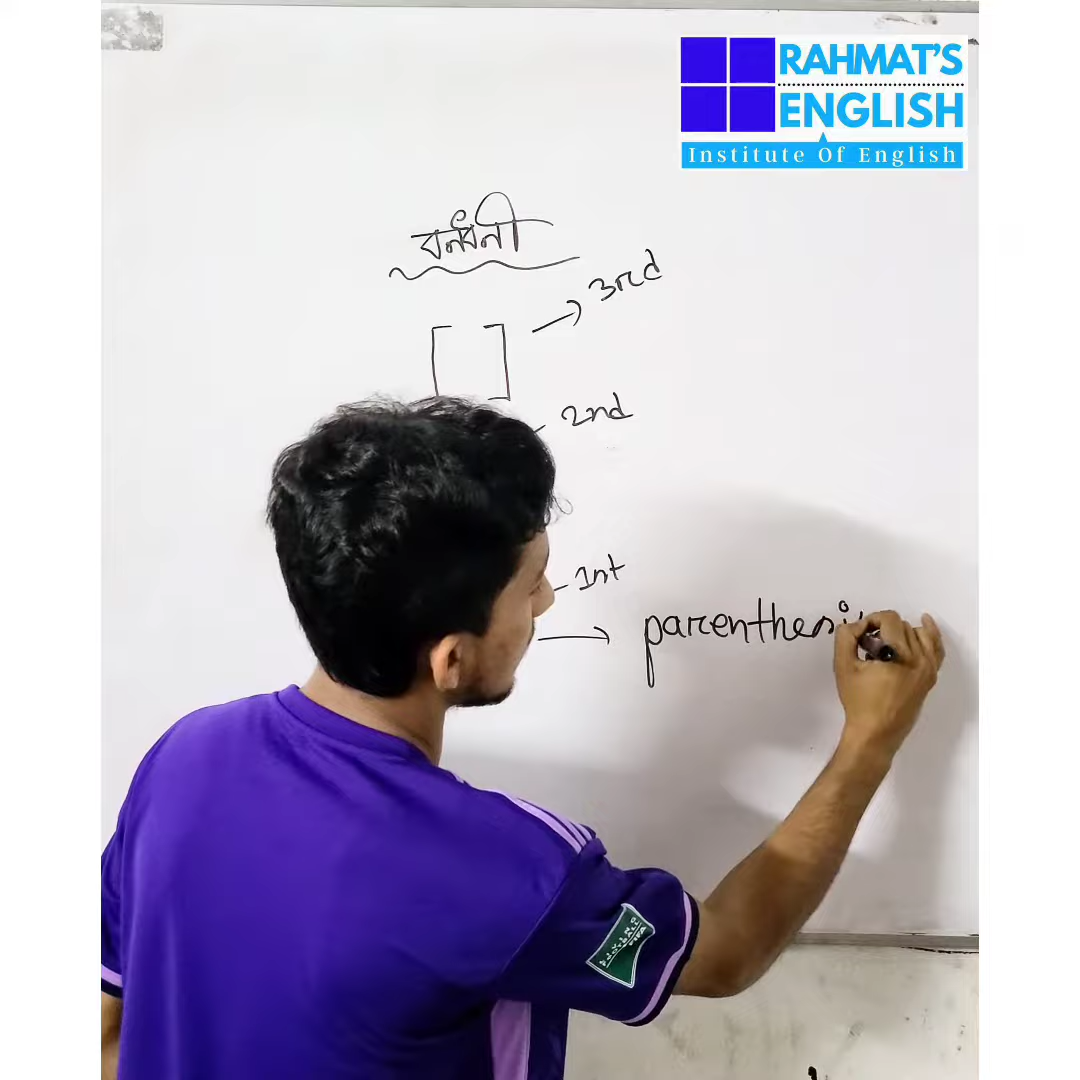 RAHMAT'S
ENGLISH
Institute Of English
বন্ধনী
[ ] → 3rd
2nd
1st
→ parenthesi